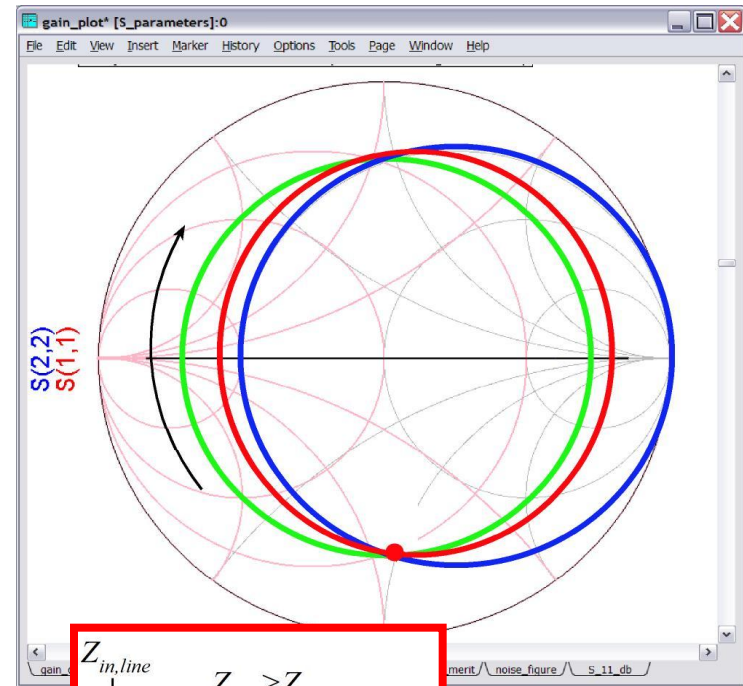 gain_plot* [S_parameters]:0
File Edit View Insert Marker History Options Tools Page Window Help
S(2,2)
S(1,1)
Z_in,line
Z > Z
merit noise_figure S_11_db